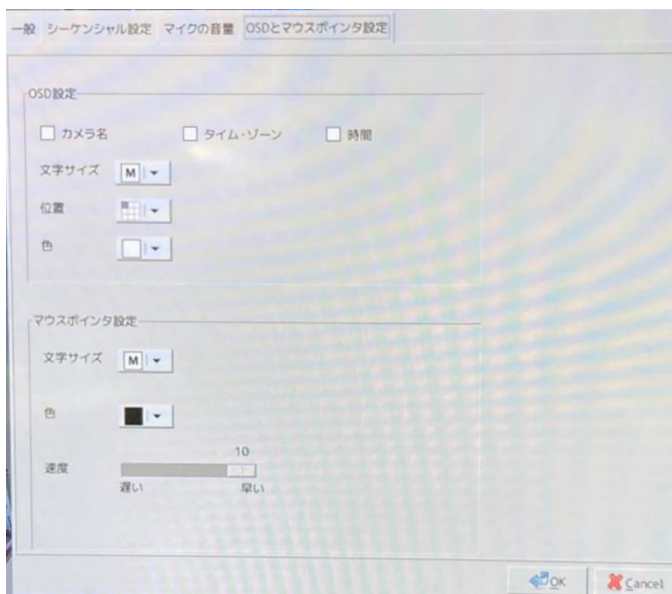 一般 シーケンシャル設定 マイクの音量 OSDとマウスポインタ設定
OSD設定
カメラ名 タイム・ゾーン 時間
文字サイズ M
位置
色
マウスポインタ設定
文字サイズ M
色
10
速度
遅い 早い
OK Cancel